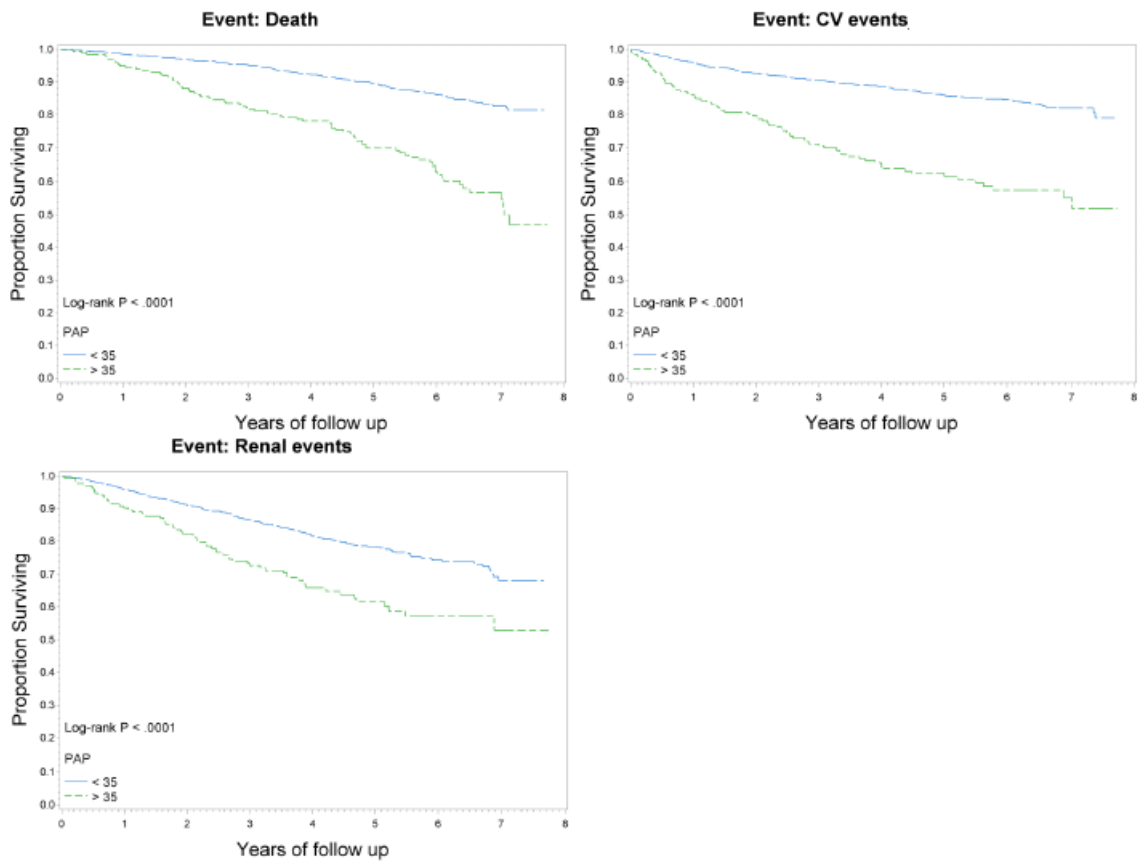 Event: Death
1.0
0.9
0.8
0.7
0.6
0.5
0.4
0.3
0.2
0.1
0.0
Proportion Surviving
Log-rank P < .0001
PAP
< 35
> 35
0 1 2 3 4 5 6 7 8
Years of follow up
Event: CV events
1.0
0.9
0.8
0.7
0.6
0.5
0.4
0.3
0.2
0.1
0.0
Proportion Surviving
Log-rank P < .0001
PAP
< 35
> 35
0 1 2 3 4 5 6 7 8
Years of follow up
Event: Renal events
1.0
0.9
0.8
0.7
0.6
0.5
0.4
0.3
0.2
0.1
0.0
Proportion Surviving
Log-rank P < .0001
PAP
< 35
> 35
0 1 2 3 4 5 6 7 8
Years of follow up